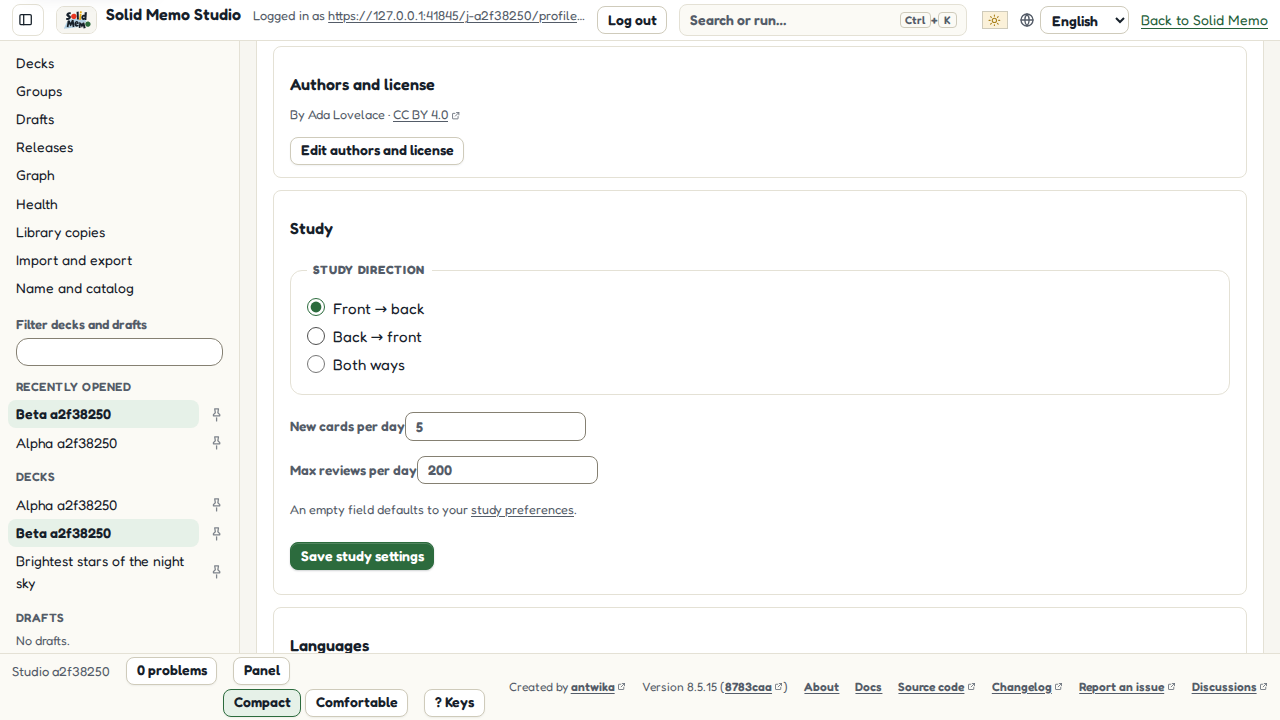 Solid Memo Studio
Logged in as https://127.0.0.1:41845/j-a2f38250/profile...
Log out
Search or run...
Ctrl+K
English
Back to Solid Memo
Decks
Groups
Drafts
Releases
Graph
Health
Library copies
Import and export
Name and catalog
Filter decks and drafts
RECENTLY OPENED
Beta a2f38250
Alpha a2f38250
DECKS
Alpha a2f38250
Beta a2f38250
Brightest stars of the night
sky
DRAFTS
No drafts.
Authors and license
By Ada Lovelace · CC BY 4.0
Edit authors and license
Study
STUDY DIRECTION
Front → back
Back → front
Both ways
New cards per day 5
Max reviews per day 200
An empty field defaults to your study preferences.
Save study settings
Languages
Studio a2f38250
0 problems
Panel
Compact
Comfortable
? Keys
Created by antwika
Version 8.5.15 (8783caa)
About
Docs
Source code
Changelog
Report an issue
Discussions